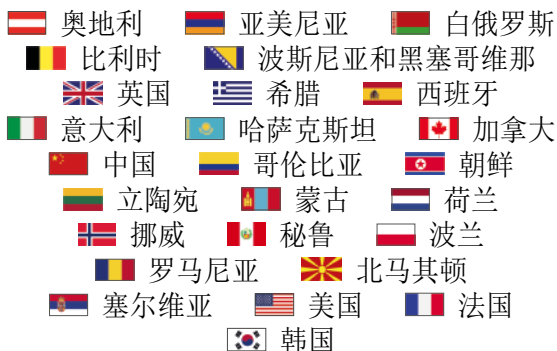 奥地利 亚美尼亚 白俄罗斯
比利时 波斯尼亚和黑塞哥维那
英国 希腊 西班牙
意大利 哈萨克斯坦 加拿大
中国 哥伦比亚 朝鲜
立陶宛 蒙古 荷兰
挪威 秘鲁 波兰
罗马尼亚 北马其顿
塞尔维亚 美国 法国
韩国